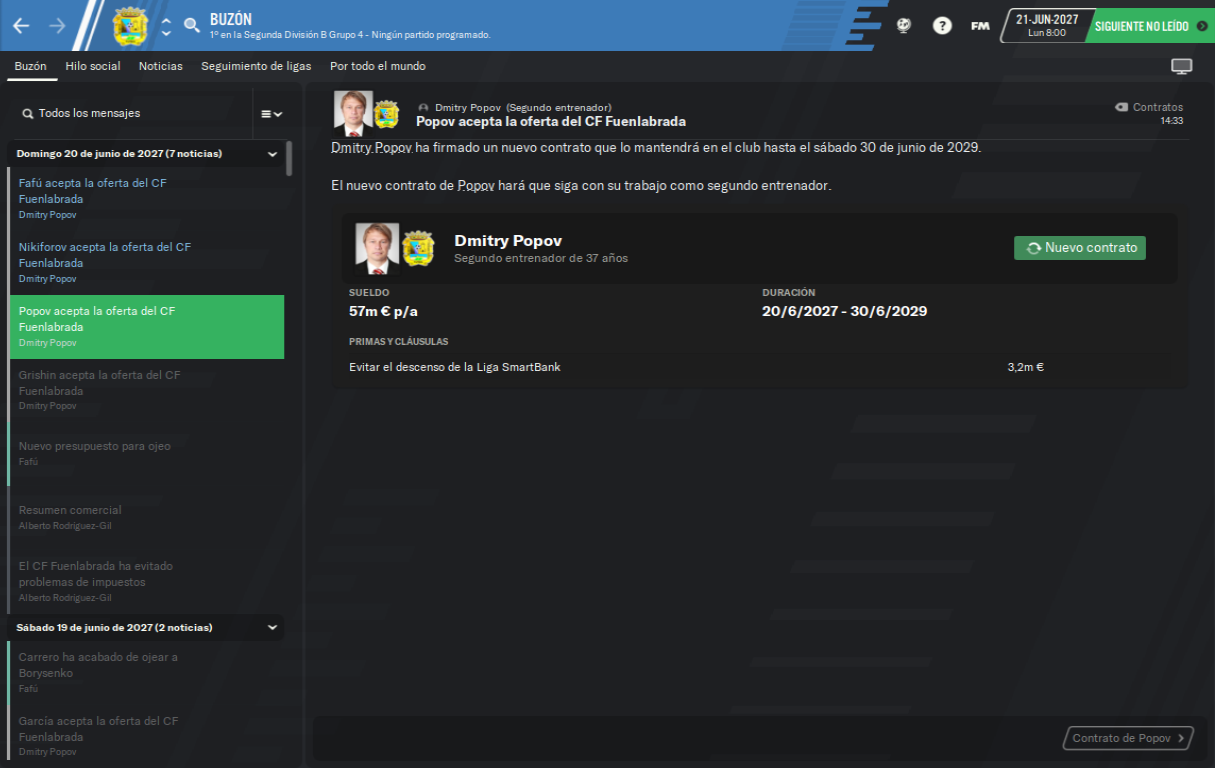 BUZÓN
1º en la Segunda División B Grupo 4 - Ningún partido programado.
?
FM
21-JUN-2027
Lun 8:00
SIGUIENTE NO LEÍDO
Buzón
Hilo social
Noticias
Seguimiento de ligas
Por todo el mundo
Todos los mensajes
Domingo 20 de junio de 2027 (7 noticias)
Fafú acepta la oferta del CF
Fuenlabrada
Dmitry Popov
Nikiforov acepta la oferta del CF
Fuenlabrada
Dmitry Popov
Popov acepta la oferta del CF
Fuenlabrada
Dmitry Popov
Grishin acepta la oferta del CF
Fuenlabrada
Dmitry Popov
Nuevo presupuesto para ojeo
Fafú
Resumen comercial
Alberto Rodríguez-Gil
El CF Fuenlabrada ha evitado
problemas de impuestos
Alberto Rodríguez-Gil
Sábado 19 de junio de 2027 (2 noticias)
Carrero ha acabado de ojear a
Borysenko
Fafú
García acepta la oferta del CF
Fuenlabrada
Dmitry Popov
Dmitry Popov (Segundo entrenador)
Popov acepta la oferta del CF Fuenlabrada
Contratos
14:33
Dmitry Popov ha firmado un nuevo contrato que lo mantendrá en el club hasta el sábado 30 de junio de 2029.
El nuevo contrato de Popov hará que siga con su trabajo como segundo entrenador.
Dmitry Popov
Segundo entrenador de 37 años
Nuevo contrato
SUELDO
57m € p/a
DURACIÓN
20/6/2027 - 30/6/2029
PRIMAS Y CLÁUSULAS
Evitar el descenso de la Liga SmartBank
3,2m €
Contrato de Popov